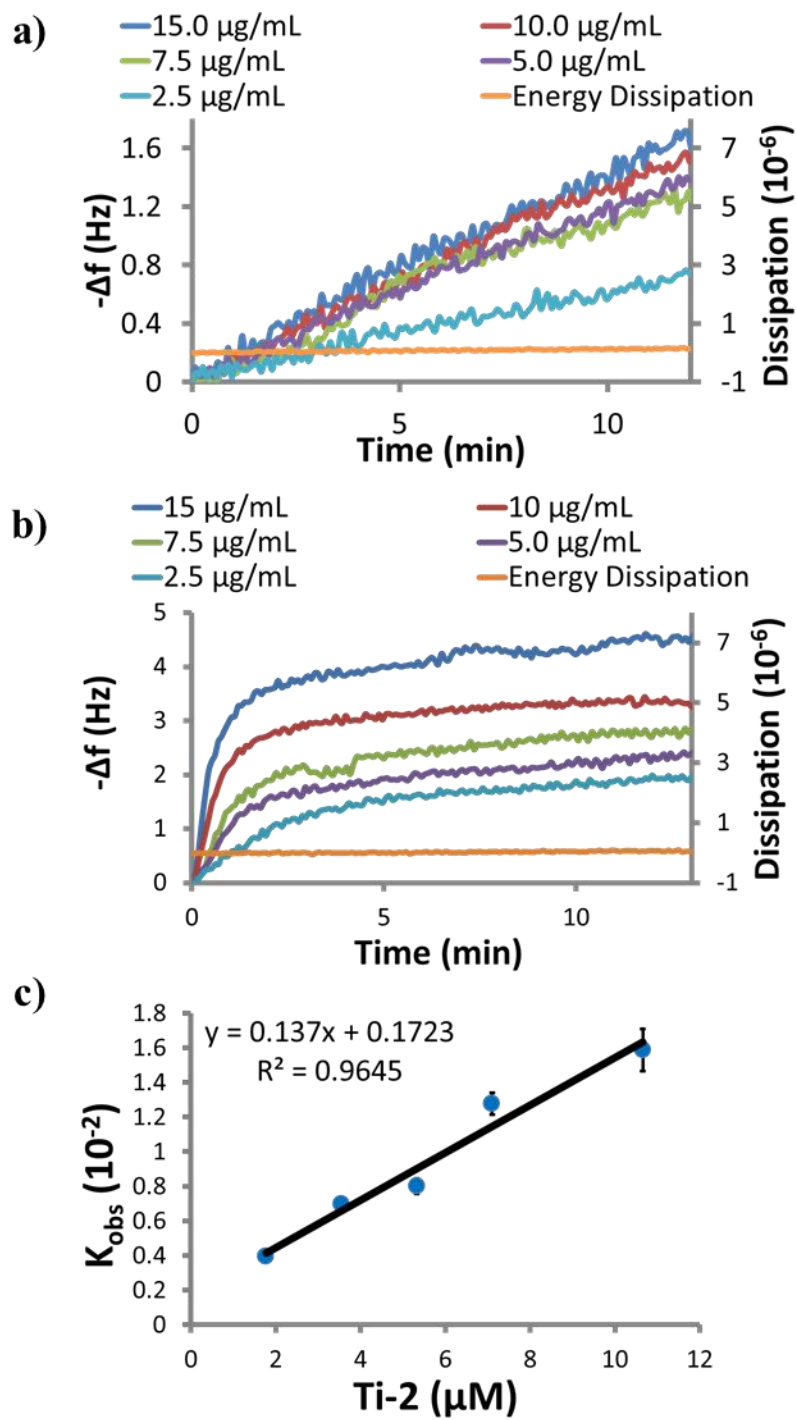 a)
15.0 µg/mL 10.0 µg/mL
7.5 µg/mL 5.0 µg/mL
2.5 µg/mL Energy Dissipation
1.6
1.2
0.8
0.4
0
-Δf (Hz)
7
5
3
1
-1
Dissipation (10⁻⁶)
0 5 10
Time (min)
b)
15 µg/mL 10 µg/mL
7.5 µg/mL 5.0 µg/mL
2.5 µg/mL Energy Dissipation
5
4
3
2
1
0
-Δf (Hz)
7
5
3
1
-1
Dissipation (10⁻⁶)
0 5 10
Time (min)
c)
y = 0.137x + 0.1723
R² = 0.9645
1.8
1.6
1.4
1.2
1
0.8
0.6
0.4
0.2
0
K_obs (10⁻²)
0 2 4 6 8 10 12
Ti-2 (µM)